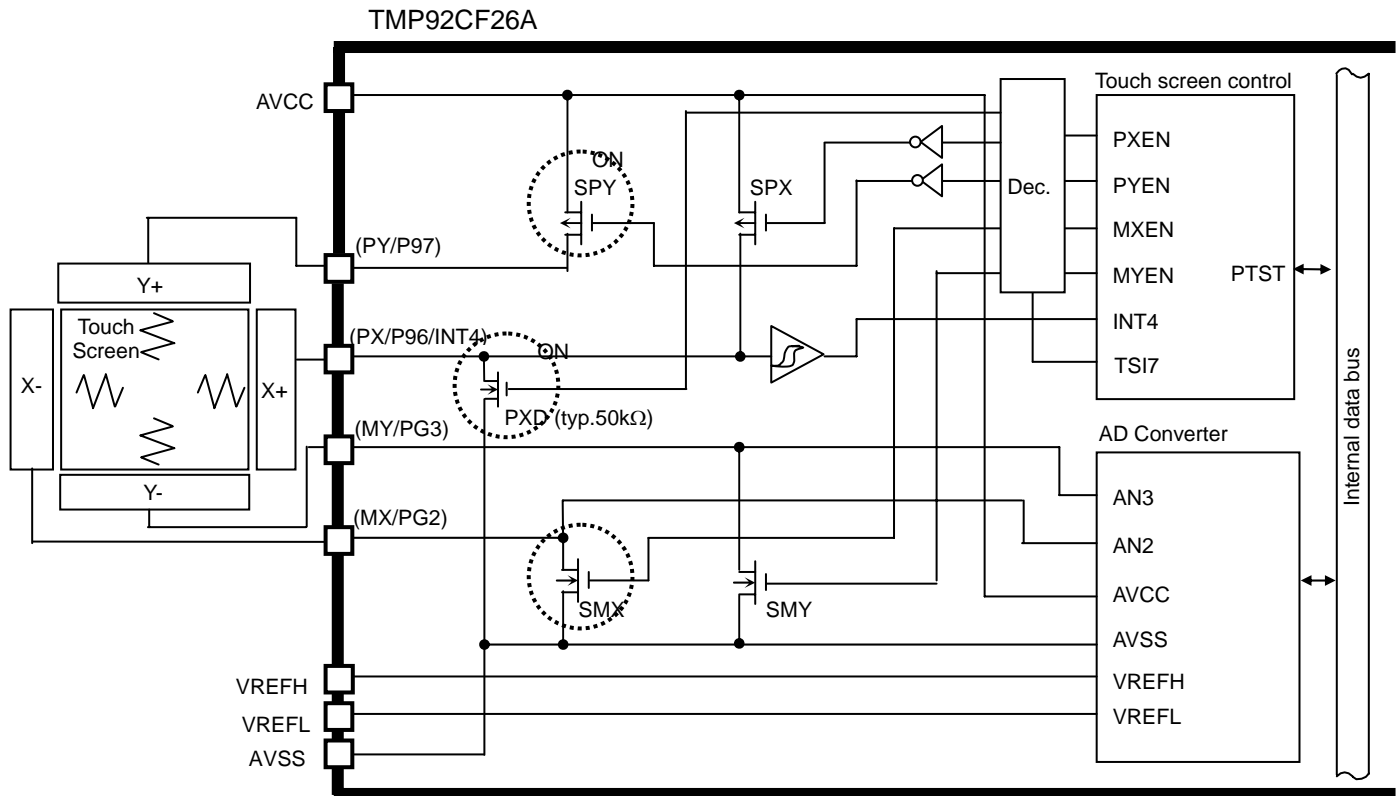 TMP92CF26A
AVCC
ON
SPY
SPX
Dec.
Touch screen control
PXEN
PYEN
MXEN
MYEN
PTST
INT4
TSI7
Internal data bus
(PY/P97)
Y+
Touch
Screen
X-
X+
Y-
(PX/P96/INT4)
ON
PXD (typ.50kΩ)
(MY/PG3)
(MX/PG2)
SMX
SMY
AD Converter
AN3
AN2
AVCC
AVSS
VREFH
VREFL
VREFH
VREFL
AVSS